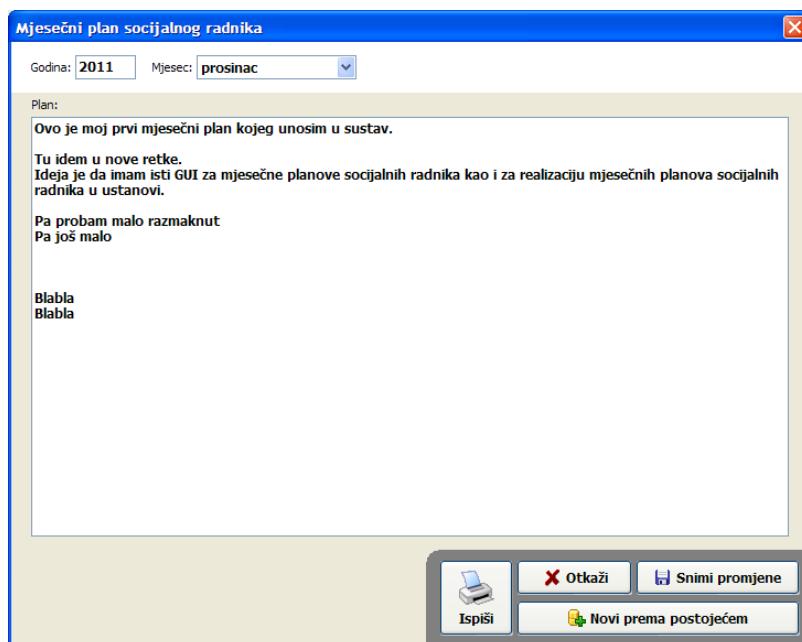 Mjesečni plan socijalnog radnika
Godina: 2011 Mjesec: prosinac
Plan:
Ovo je moj prvi mjesečni plan kojeg unosim u sustav.
Tu idem u nove retke.
Ideja je da imam isti GUI za mjesečne planove socijalnih radnika kao i za realizaciju mjesečnih planova socijalnih
radnika u ustanovi.
Pa probam malo razmaknut
Pa još malo
Blabla
Blabla
Ispiši
Otkaži
Snimi promjene
Novi prema postojećem